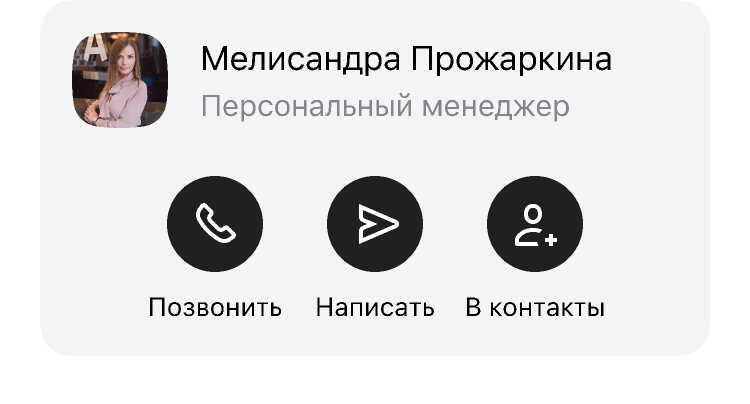 А
Мелисандра Прожаркина
Персональный менеджер
Позвонить
Написать
В контакты